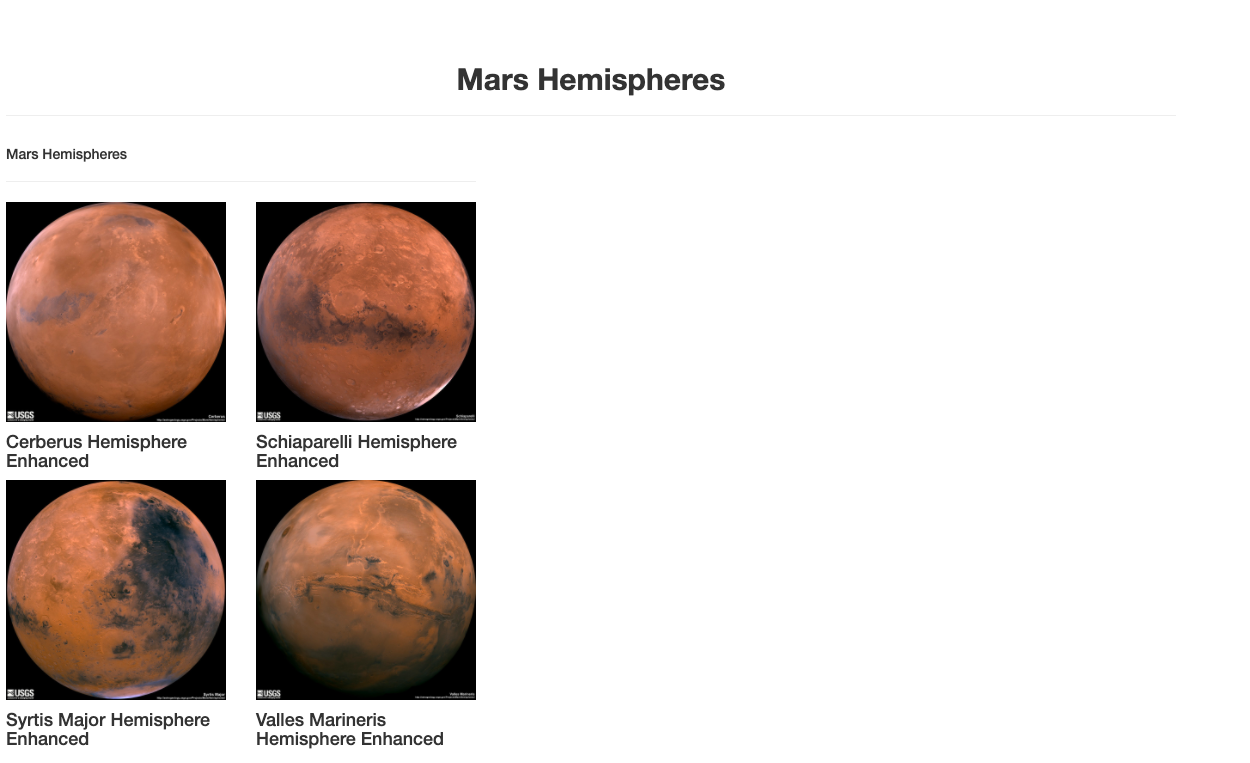 Mars Hemispheres
Mars Hemispheres
USGS
Cerberus
USGS
Schiaparelli
Cerberus Hemisphere
Enhanced
Schiaparelli Hemisphere
Enhanced
USGS
Syrtis Major
USGS
Valles Marineris
Syrtis Major Hemisphere
Enhanced
Valles Marineris
Hemisphere Enhanced